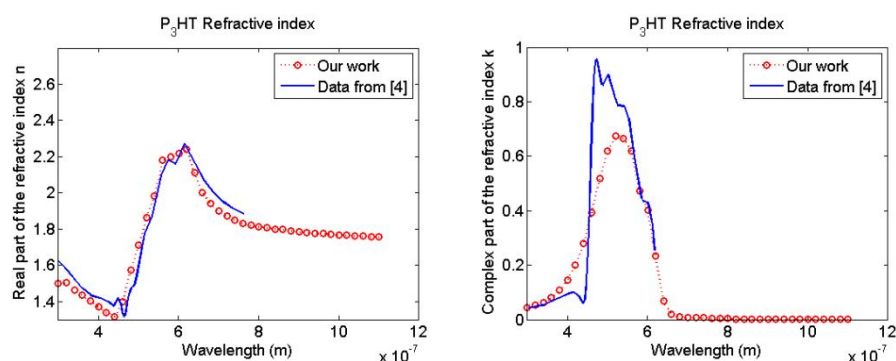 P₃HT Refractive index
Real part of the refractive index n
2.6
2.4
2.2
2
1.8
1.6
1.4
Our work
Data from [4]
4
6
8
10
12
Wavelength (m)
x 10⁻⁷
P₃HT Refractive index
Complex part of the refractive index k
1
0.8
0.6
0.4
0.2
0
Our work
Data from [4]
4
6
8
10
12
Wavelength (m)
x 10⁻⁷